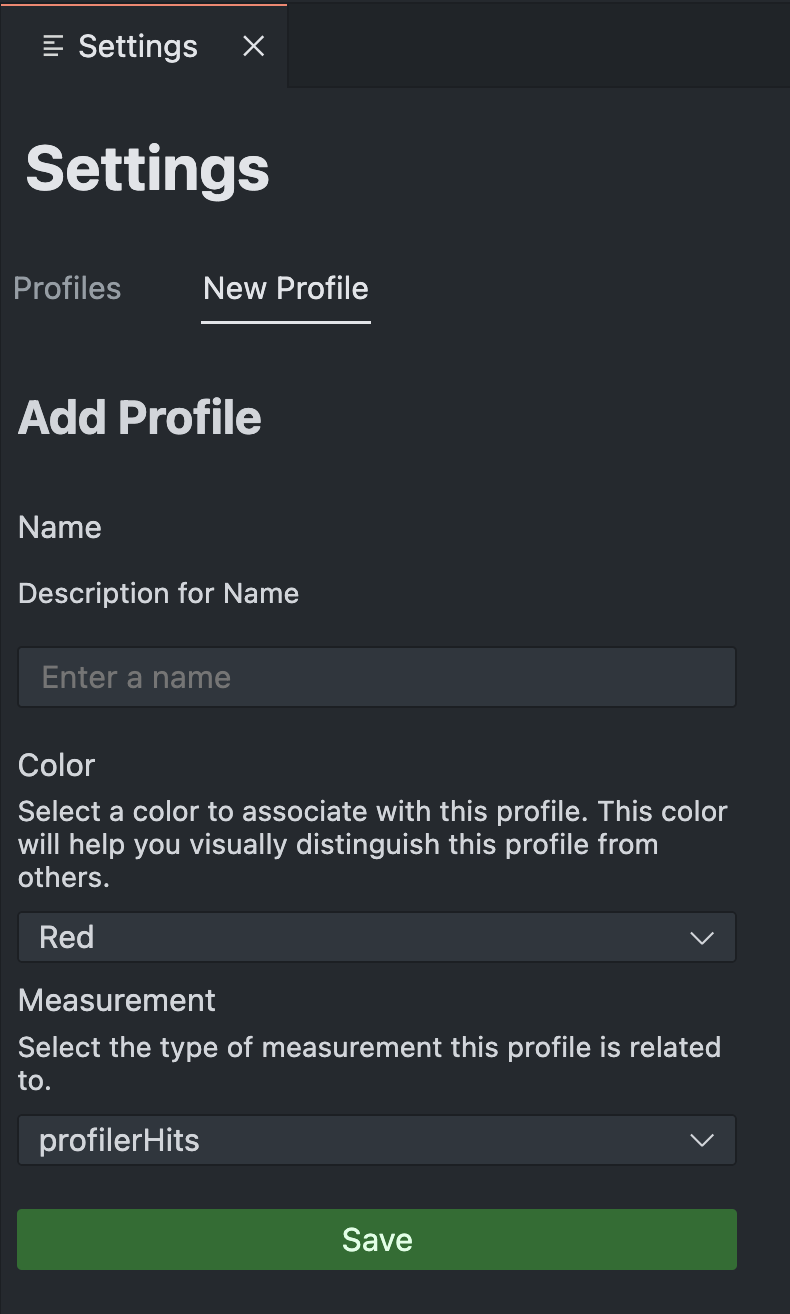 Settings
Settings
Profiles
New Profile
Add Profile
Name
Description for Name
Enter a name
Color
Select a color to associate with this profile. This color
will help you visually distinguish this profile from
others.
Red
Measurement
Select the type of measurement this profile is related
to.
profilerHits
Save